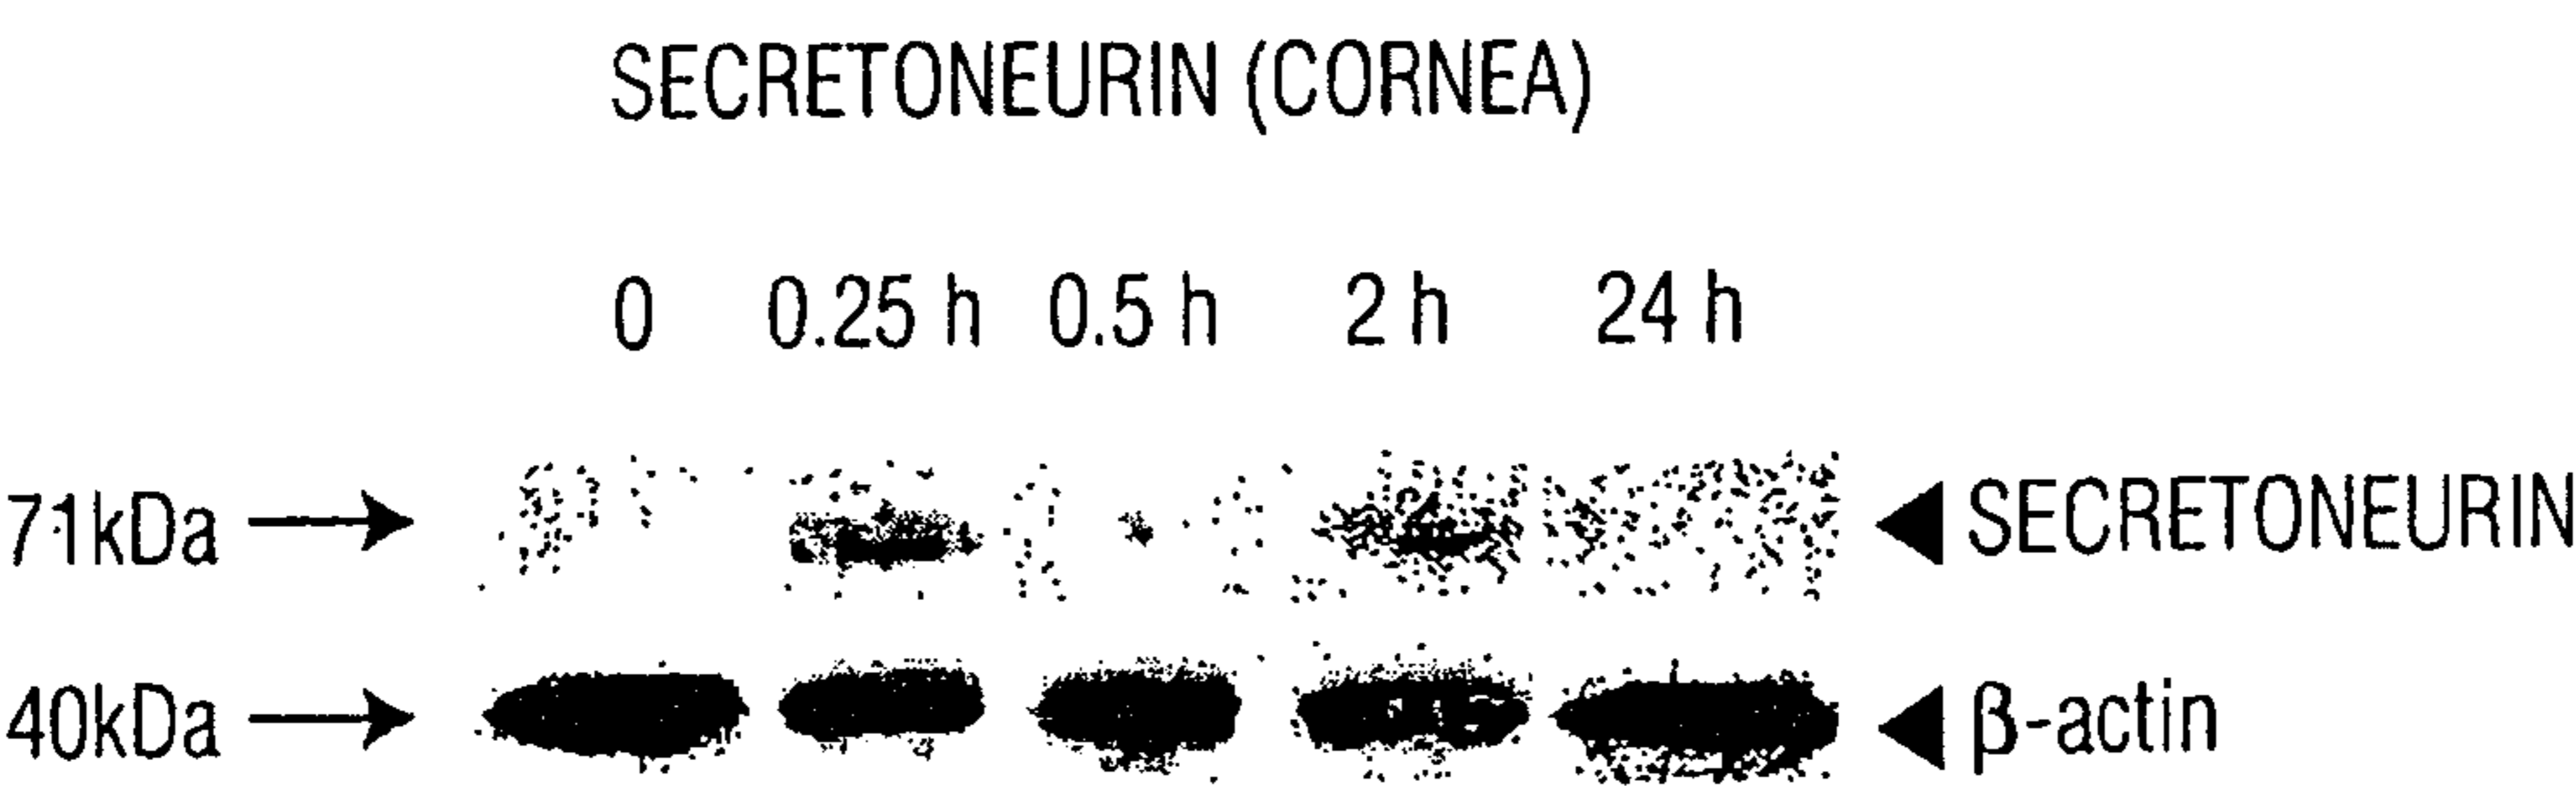 SECRETONEURIN (CORNEA)
0 0.25 h 0.5 h 2 h 24 h
71kDa SECRETONEURIN
40kDa β-actin